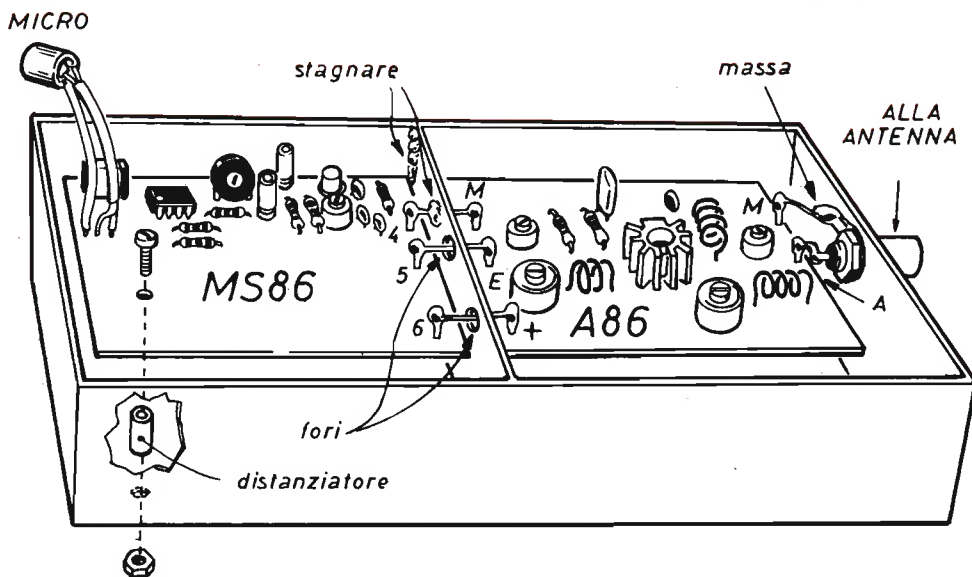 MICRO
stagnare
massa
ALLA
ANTENNA
M
4
M
5
MS86
E
A86
A
6
+
fori
distanziatore